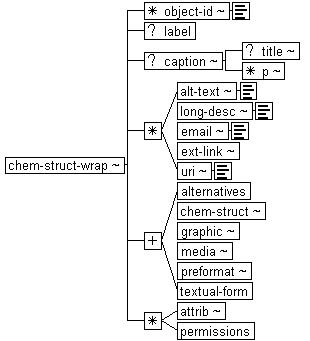 * object-id ~
? label
? caption ~
? title ~
* p ~
*
alt-text ~
long-desc ~
email ~
ext-link ~
uri ~
chem-struct-wrap ~
+
alternatives
chem-struct ~
graphic ~
media ~
preformat ~
textual-form
*
attrib ~
permissions